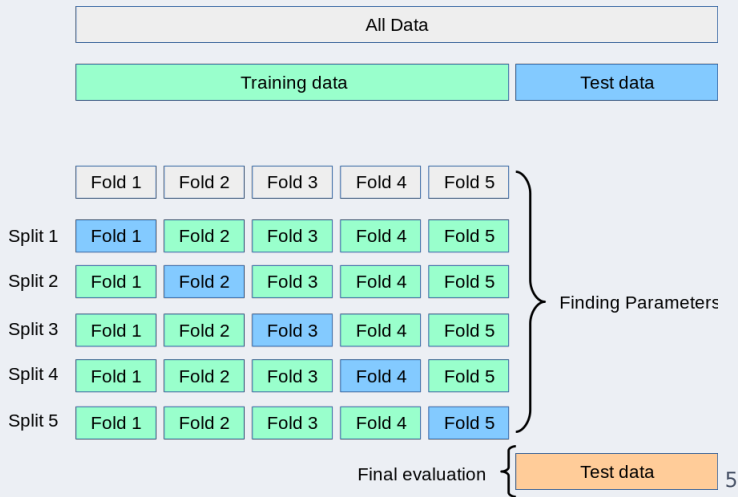 All Data
Training data Test data
Fold 1 Fold 2 Fold 3 Fold 4 Fold 5
Split 1 Fold 1 Fold 2 Fold 3 Fold 4 Fold 5
Split 2 Fold 1 Fold 2 Fold 3 Fold 4 Fold 5
Finding Parameters
Split 3 Fold 1 Fold 2 Fold 3 Fold 4 Fold 5
Split 4 Fold 1 Fold 2 Fold 3 Fold 4 Fold 5
Split 5 Fold 1 Fold 2 Fold 3 Fold 4 Fold 5
Final evaluation Test data
5